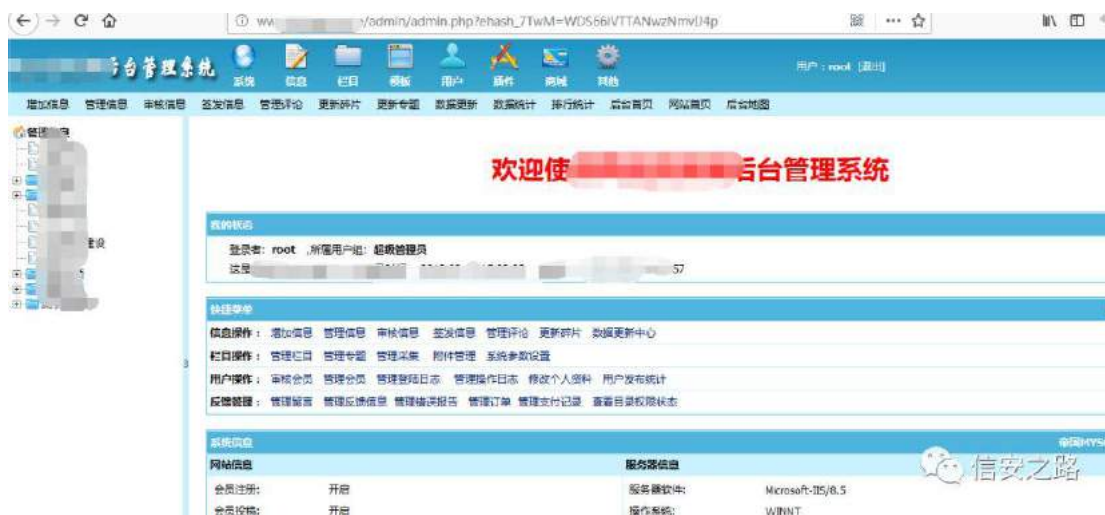 /admin/admin.php?ehash_7TwM=WDS66IVTTANwzNmvU4p
台管理系统
系统 信息 栏目 模板 用户 插件 商城 其他
用户：root [退出]
增加信息 管理信息 审核信息 签发信息 管理评论 更新碎片 更新专题 数据更新 数据统计 排行统计 后台首页 网站首页 后台地图
建设
欢迎使
后台管理系统
我的状态
登录者: root ,所属用户组: 超级管理员
这是
57
快捷菜单
信息操作： 增加信息 管理信息 审核信息 签发信息 管理评论 更新碎片 数据更新中心
栏目操作： 管理栏目 管理专题 管理采集 附件管理 系统参数设置
用户操作： 审核会员 管理会员 管理登陆日志 管理操作日志 修改个人资料 用户发布统计
反馈管理： 管理留言 管理反馈信息 管理错误报告 管理订单 管理支付记录 查看目录权限状态
系统信息
帝国MYS
网站信息 服务器信息
信安之路
会员注册: 开启 服务器软件: Microsoft-IIS/8.5
会员投稿: 开启 操作系统: WINNT